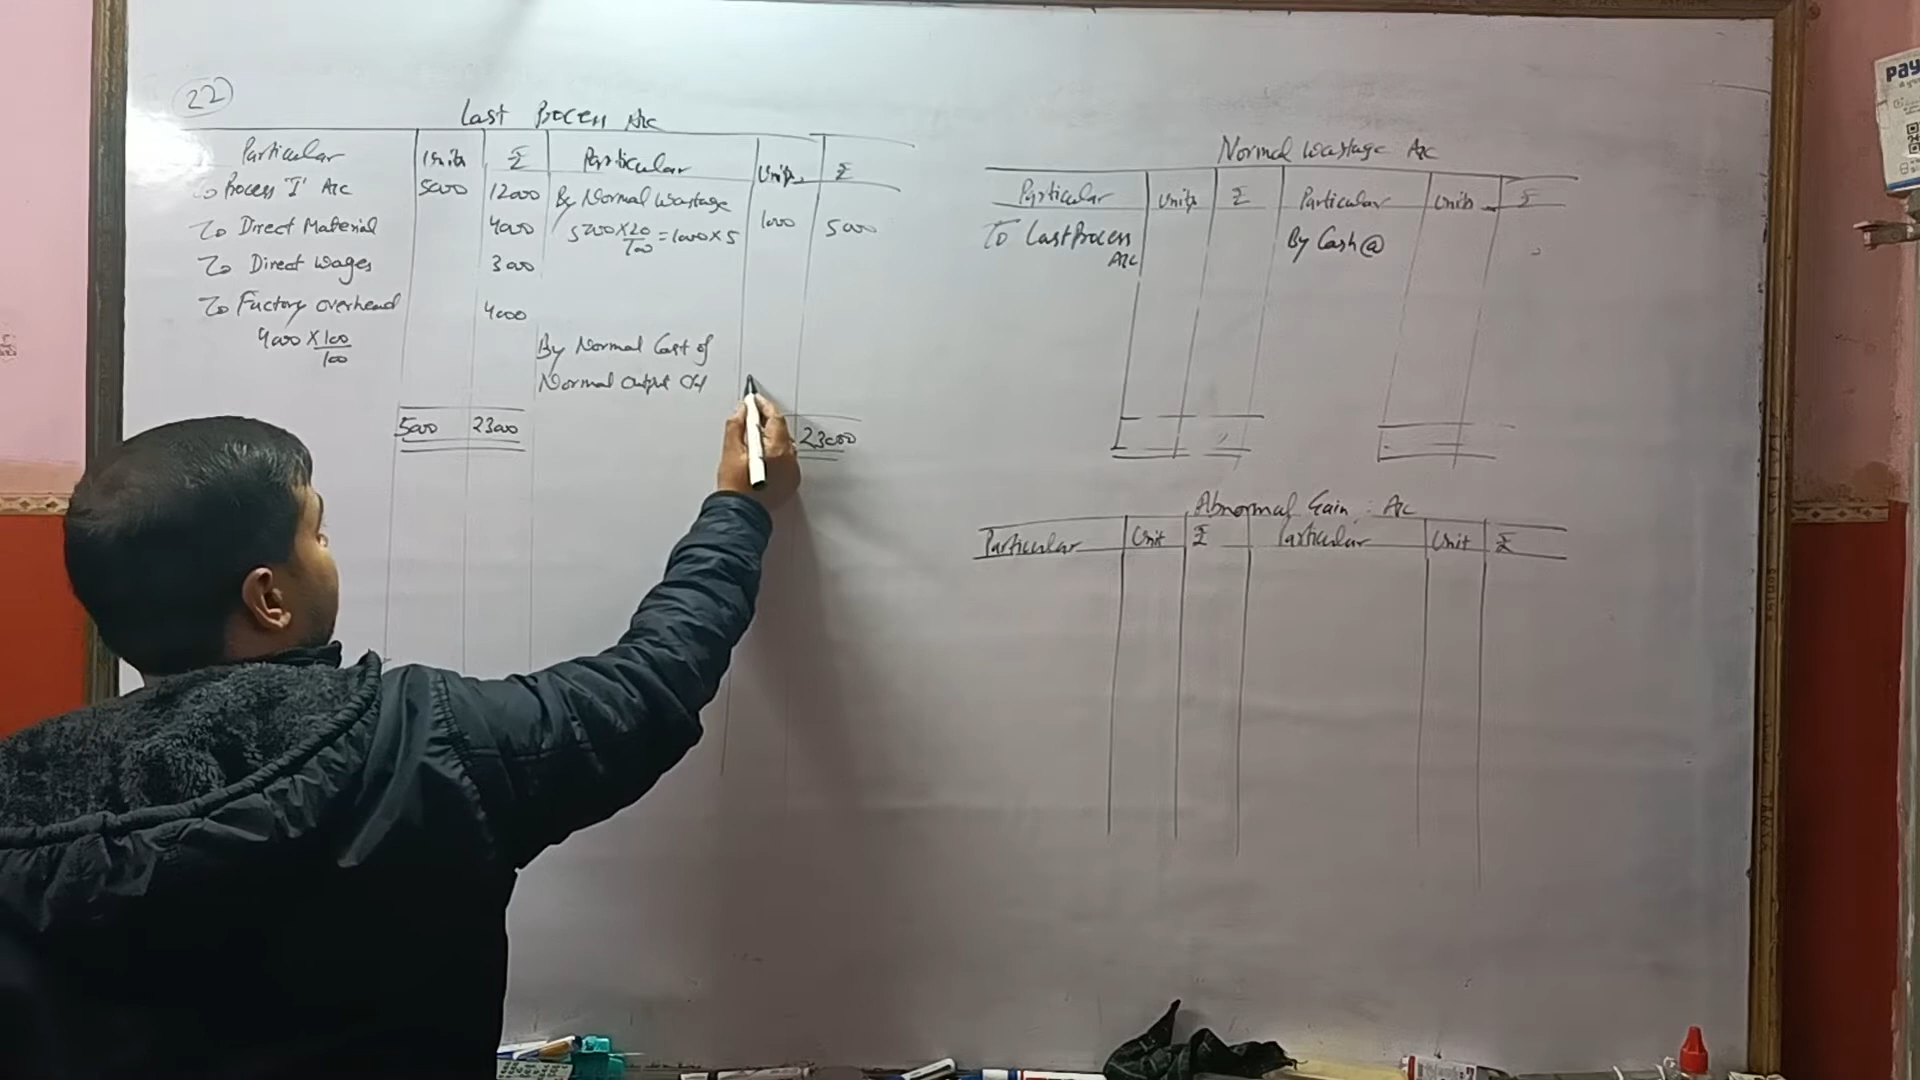 22
Last Process A/c
Particular Units ₹ Particular Units ₹
To Process 'I' A/c 5000 12000 By Normal Wastage
5000 × 20/100 = 1000 × 5 1000 5000
To Direct Material 4000
To Direct Wages 3000
To Factory overhead 4000
4000 × 100/100
By Normal Cost of
Normal Output of
5000 23000 23000
Normal Wastage A/c
Particular Units ₹ Particular Units ₹
To Last Process By Cash @
A/c
Abnormal Gain A/c
Particular Unit ₹ Particular Unit ₹
Pay